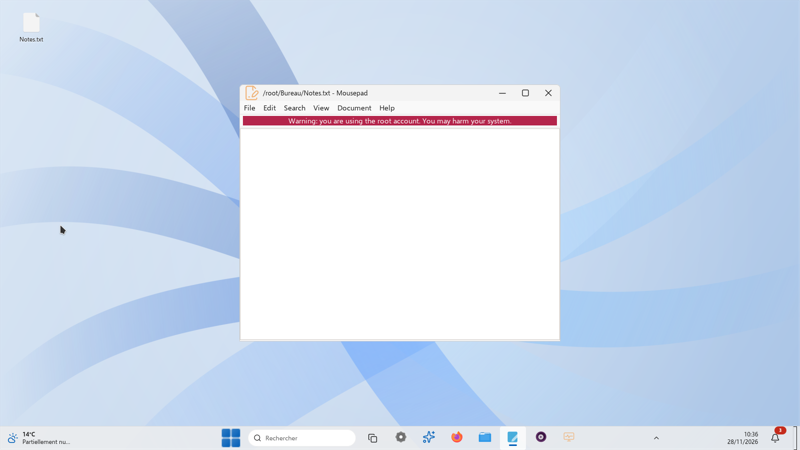 Notes.txt
/root/Bureau/Notes.txt - Mousepad
File Edit Search View Document Help
Warning: you are using the root account. You may harm your system.
14°C
Partiellement nu...
Rechercher
10:36
28/11/2026
3